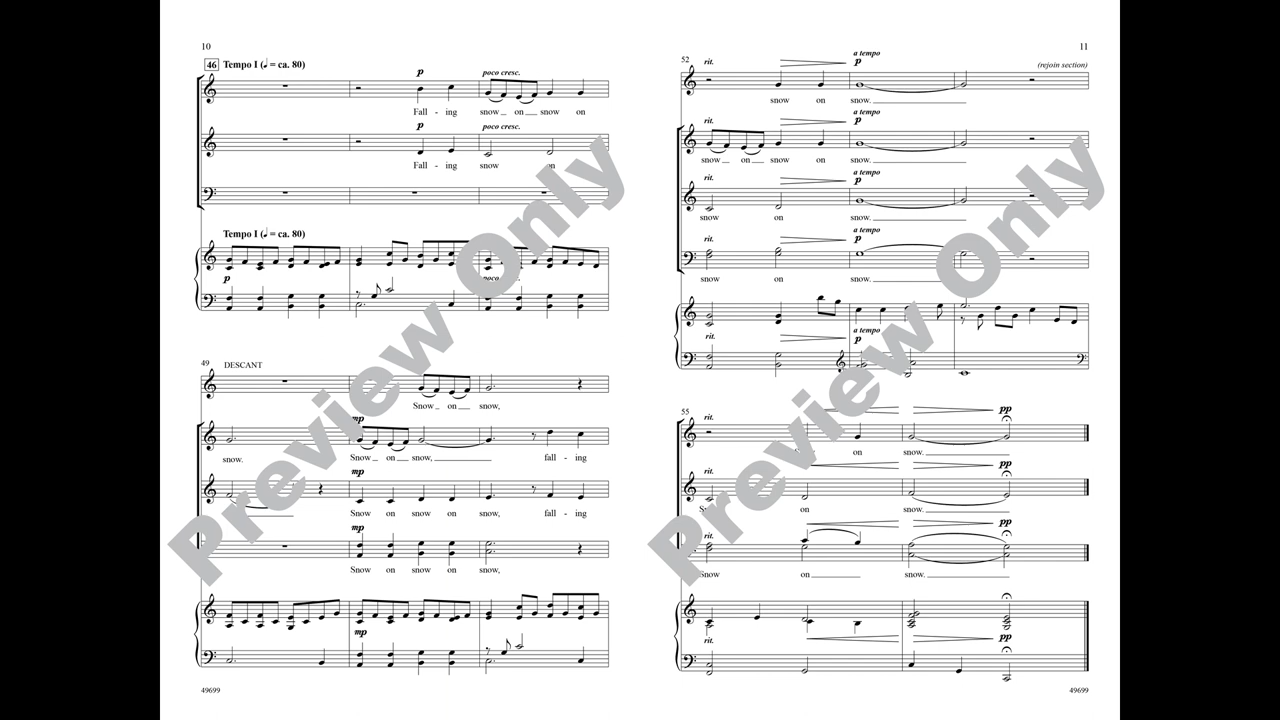 10
46 Tempo I (♩ = ca. 80)
p poco cresc.
Fall - ing snow on snow on
p poco cresc.
Fall - ing snow on
Tempo I (♩ = ca. 80)
p poco cresc.
49 DESCANT
Snow on snow,
mp
snow. Snow on snow, fall - ing
mp
Snow on snow on snow, fall - ing
mp
Snow on snow on snow,
mp
49699
11
52 rit. a tempo p (rejoin section)
snow on snow.
rit. a tempo p
snow on snow on snow.
rit. a tempo p
snow on snow.
rit. a tempo p
snow on snow.
rit. a tempo p
55 rit. pp
on snow.
rit. pp
on snow.
rit. pp
Snow on snow.
rit. pp
49699
Preview Only
Preview Only